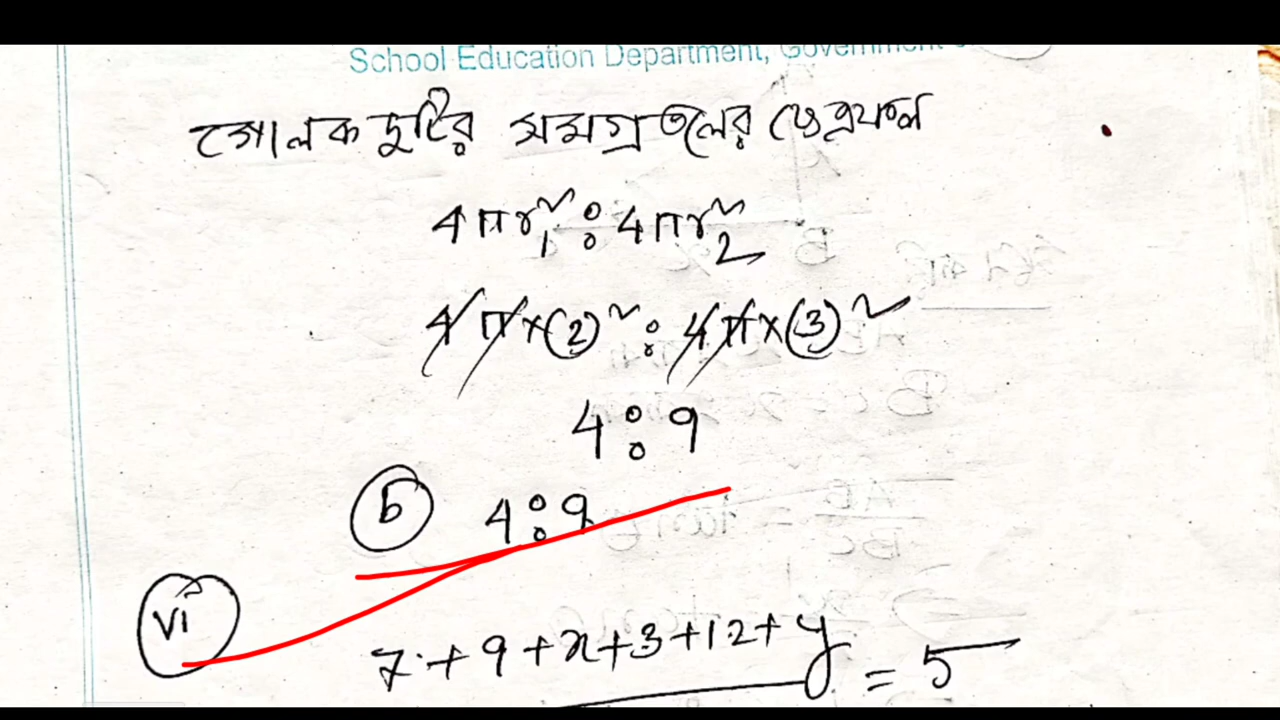 School Education Department, Government
গোলক দুটির সমগ্রতলের ক্ষেত্রফল
4πr₁² : 4πr₂²
4π×(2)² : 4π×(3)²
4 : 9
b 4 : 9
vi
7 + 9 + x + 3 + 12 + y = 5